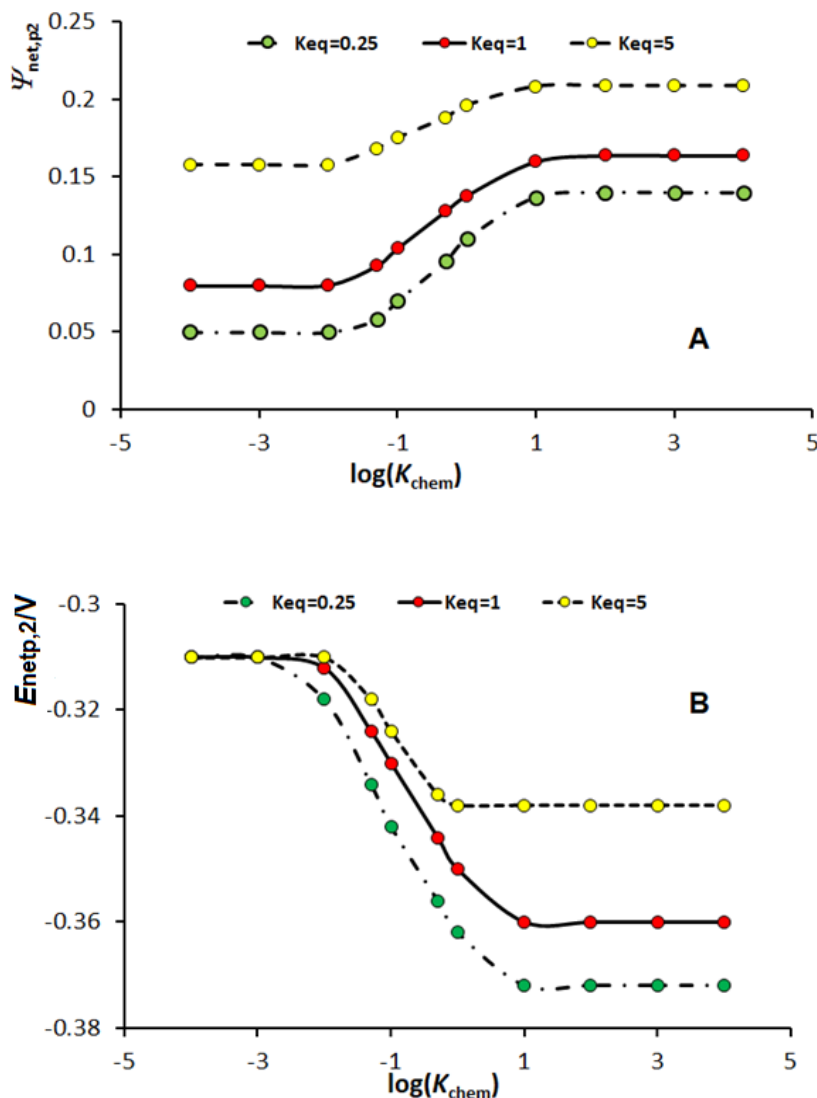 0.25
Ψnet,p2
Keq=0.25 Keq=1 Keq=5
0.2
0.15
0.1
0.05
A
0
-5 -3 -1 1 3 5
log(Kchem)
-0.3
Keq=0.25 Keq=1 Keq=5
Enetp,2/V
-0.32
B
-0.34
-0.36
-0.38
-5 -3 -1 1 3 5
log(Kchem)